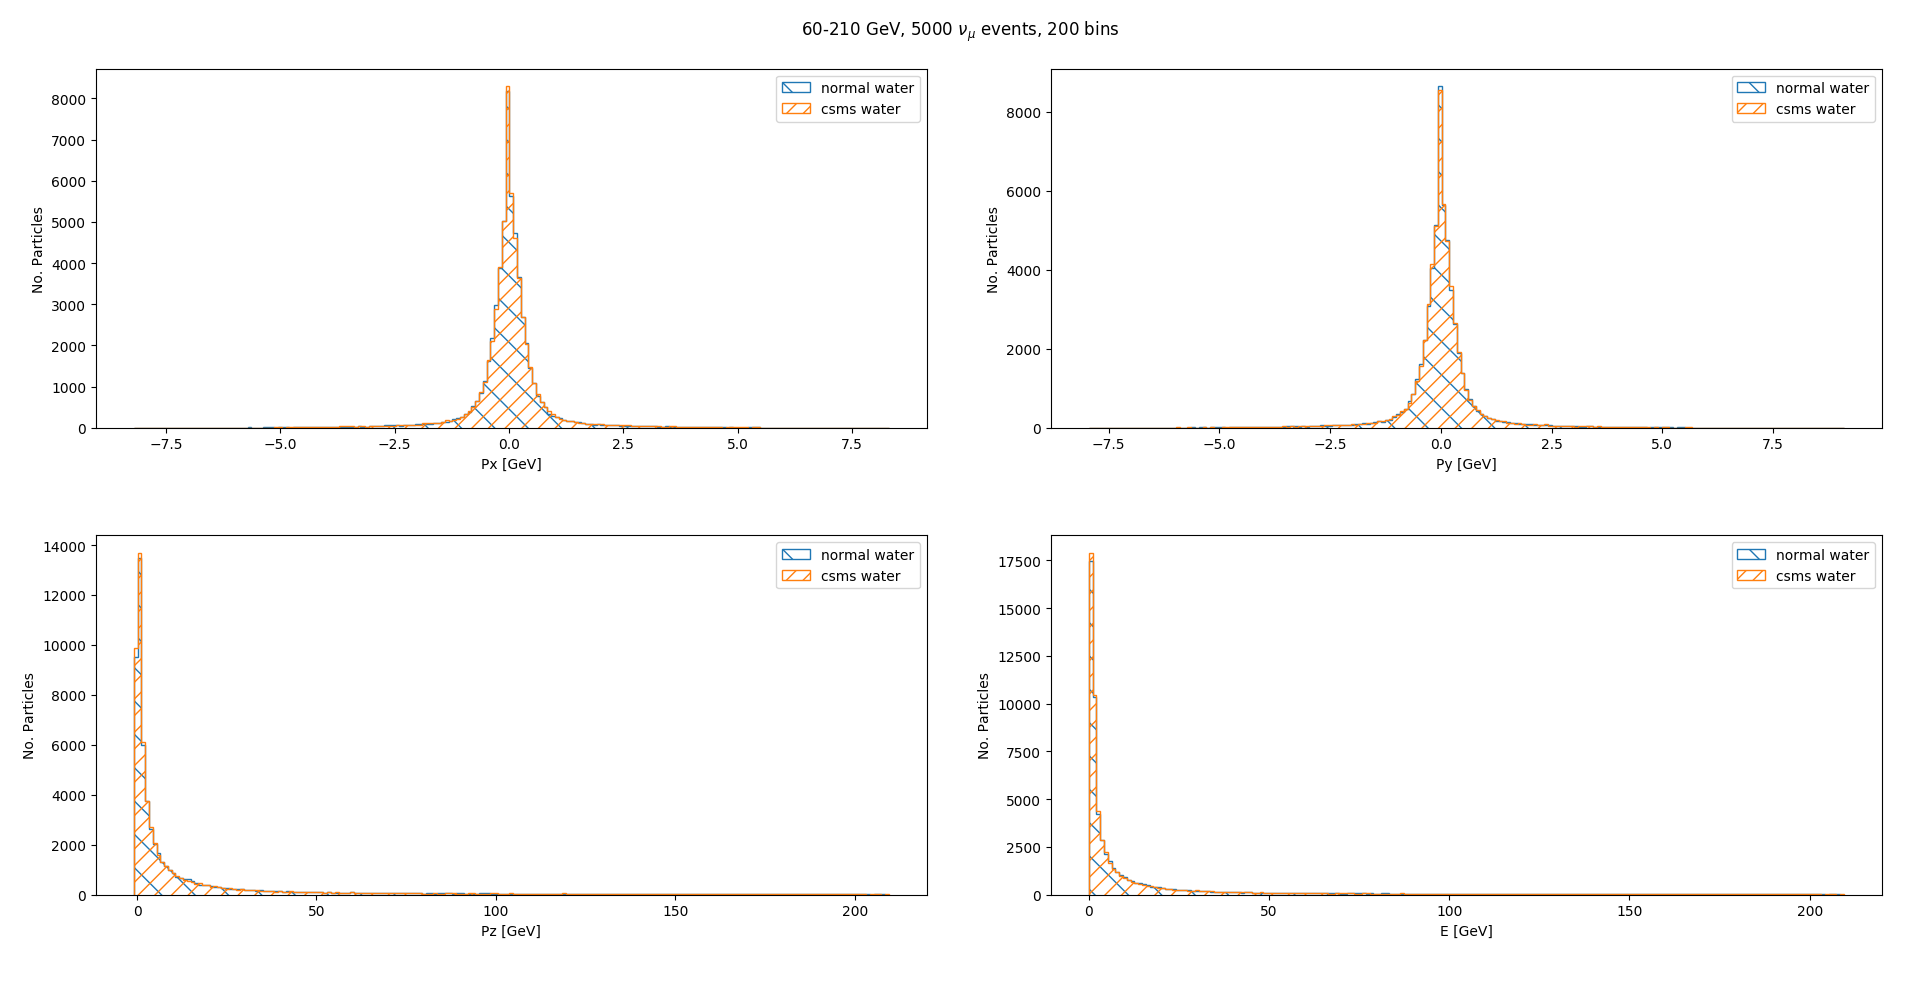 60-210 GeV, 5000 νμ events, 200 bins
8000
7000
6000
5000
4000
3000
2000
1000
0
No. Particles
normal water
csms water
−7.5 −5.0 −2.5 0.0 2.5 5.0 7.5
Px [GeV]
8000
6000
4000
2000
0
No. Particles
normal water
csms water
−7.5 −5.0 −2.5 0.0 2.5 5.0 7.5
Py [GeV]
14000
12000
10000
8000
6000
4000
2000
0
No. Particles
normal water
csms water
0 50 100 150 200
Pz [GeV]
17500
15000
12500
10000
7500
5000
2500
0
No. Particles
normal water
csms water
0 50 100 150 200
E [GeV]